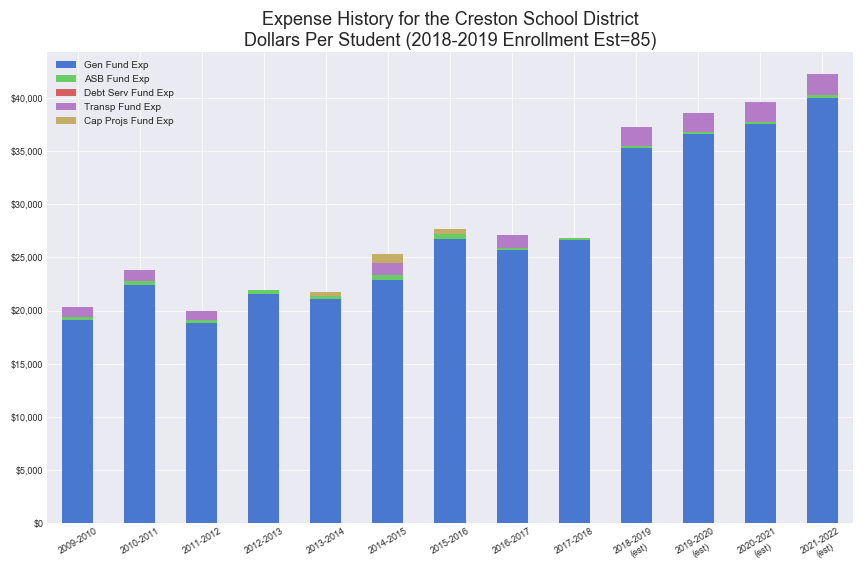 Expense History for the Creston School District
Dollars Per Student (2018-2019 Enrollment Est=85)
Gen Fund Exp
ASB Fund Exp
Debt Serv Fund Exp
Transp Fund Exp
Cap Projs Fund Exp
$40,000
$35,000
$30,000
$25,000
$20,000
$15,000
$10,000
$5,000
$0
2009-2010
2010-2011
2011-2012
2012-2013
2013-2014
2014-2015
2015-2016
2016-2017
2017-2018
2018-2019
(est)
2019-2020
(est)
2020-2021
(est)
2021-2022
(est)